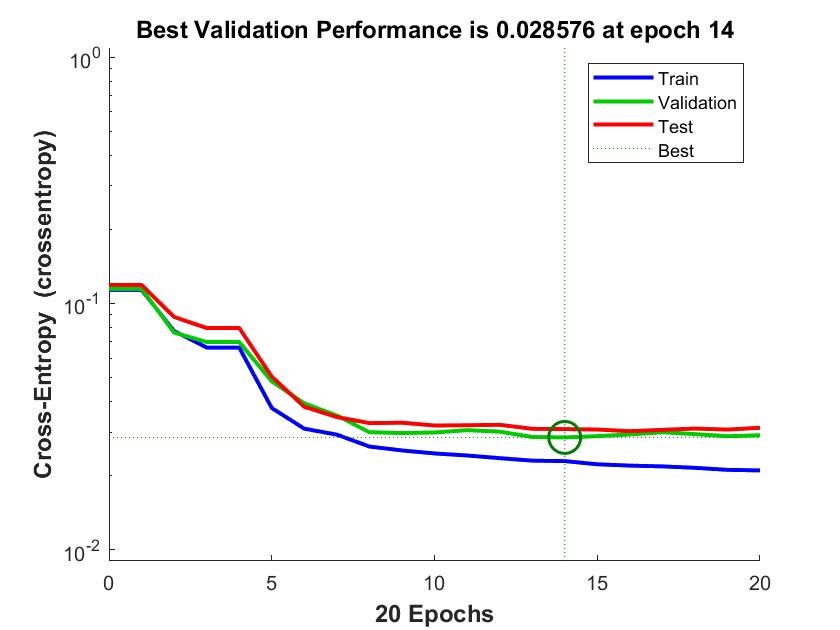 Best Validation Performance is 0.028576 at epoch 14
Cross-Entropy (crossentropy)
10^0
10^-1
10^-2
Train
Validation
Test
Best
0 5 10 15 20
20 Epochs